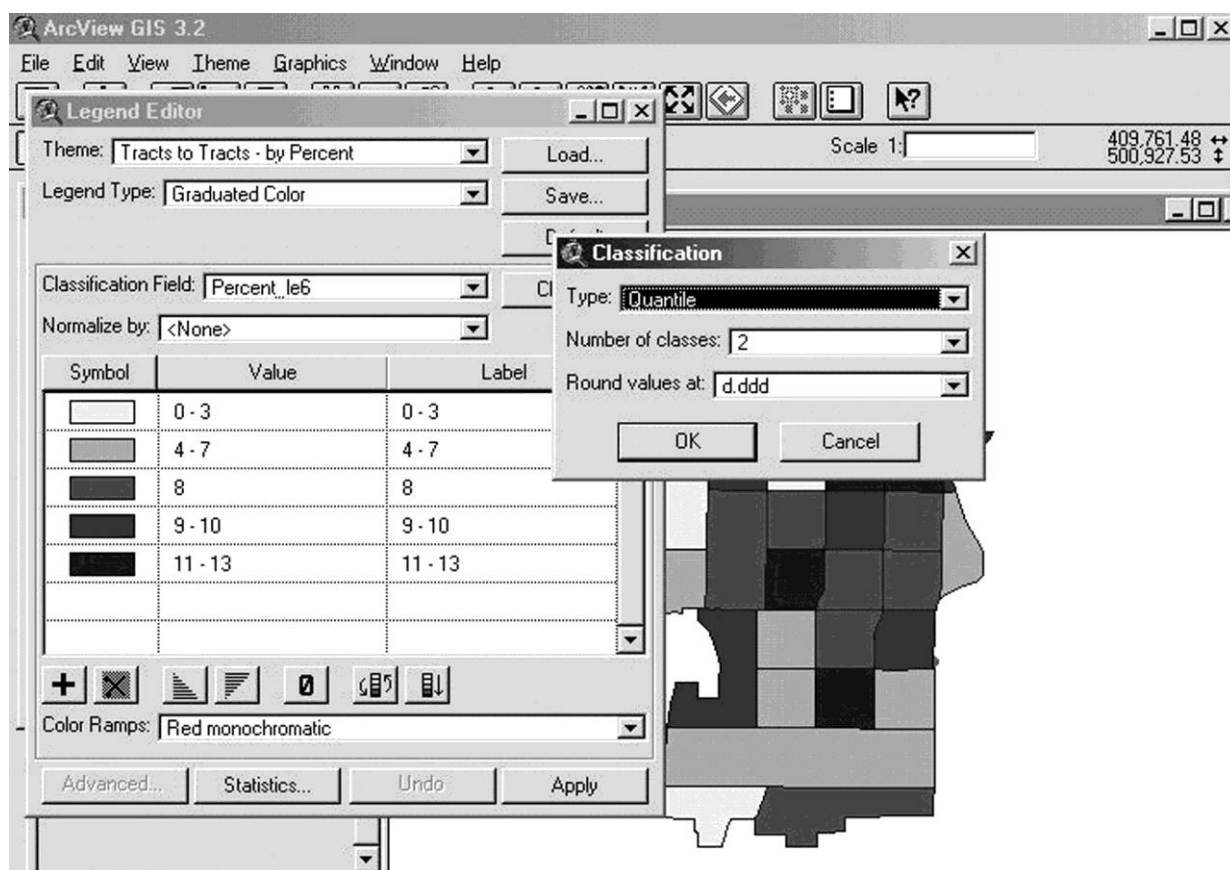 ArcView GIS 3.2
File Edit View Theme Graphics Window Help
Scale 1:
409,761.48
500,927.53
Legend Editor
Theme: Tracts to Tracts - by Percent
Load...
Legend Type: Graduated Color
Save...
Classification Field: Percent_le6
Normalize by: <None>
Symbol Value Label
0 - 3 0 - 3
4 - 7 4 - 7
8 8
9 - 10 9 - 10
11 - 13 11 - 13
Color Ramps: Red monochromatic
Advanced... Statistics... Undo Apply
Classification
Type: Quantile
Number of classes: 2
Round values at: d.ddd
OK Cancel